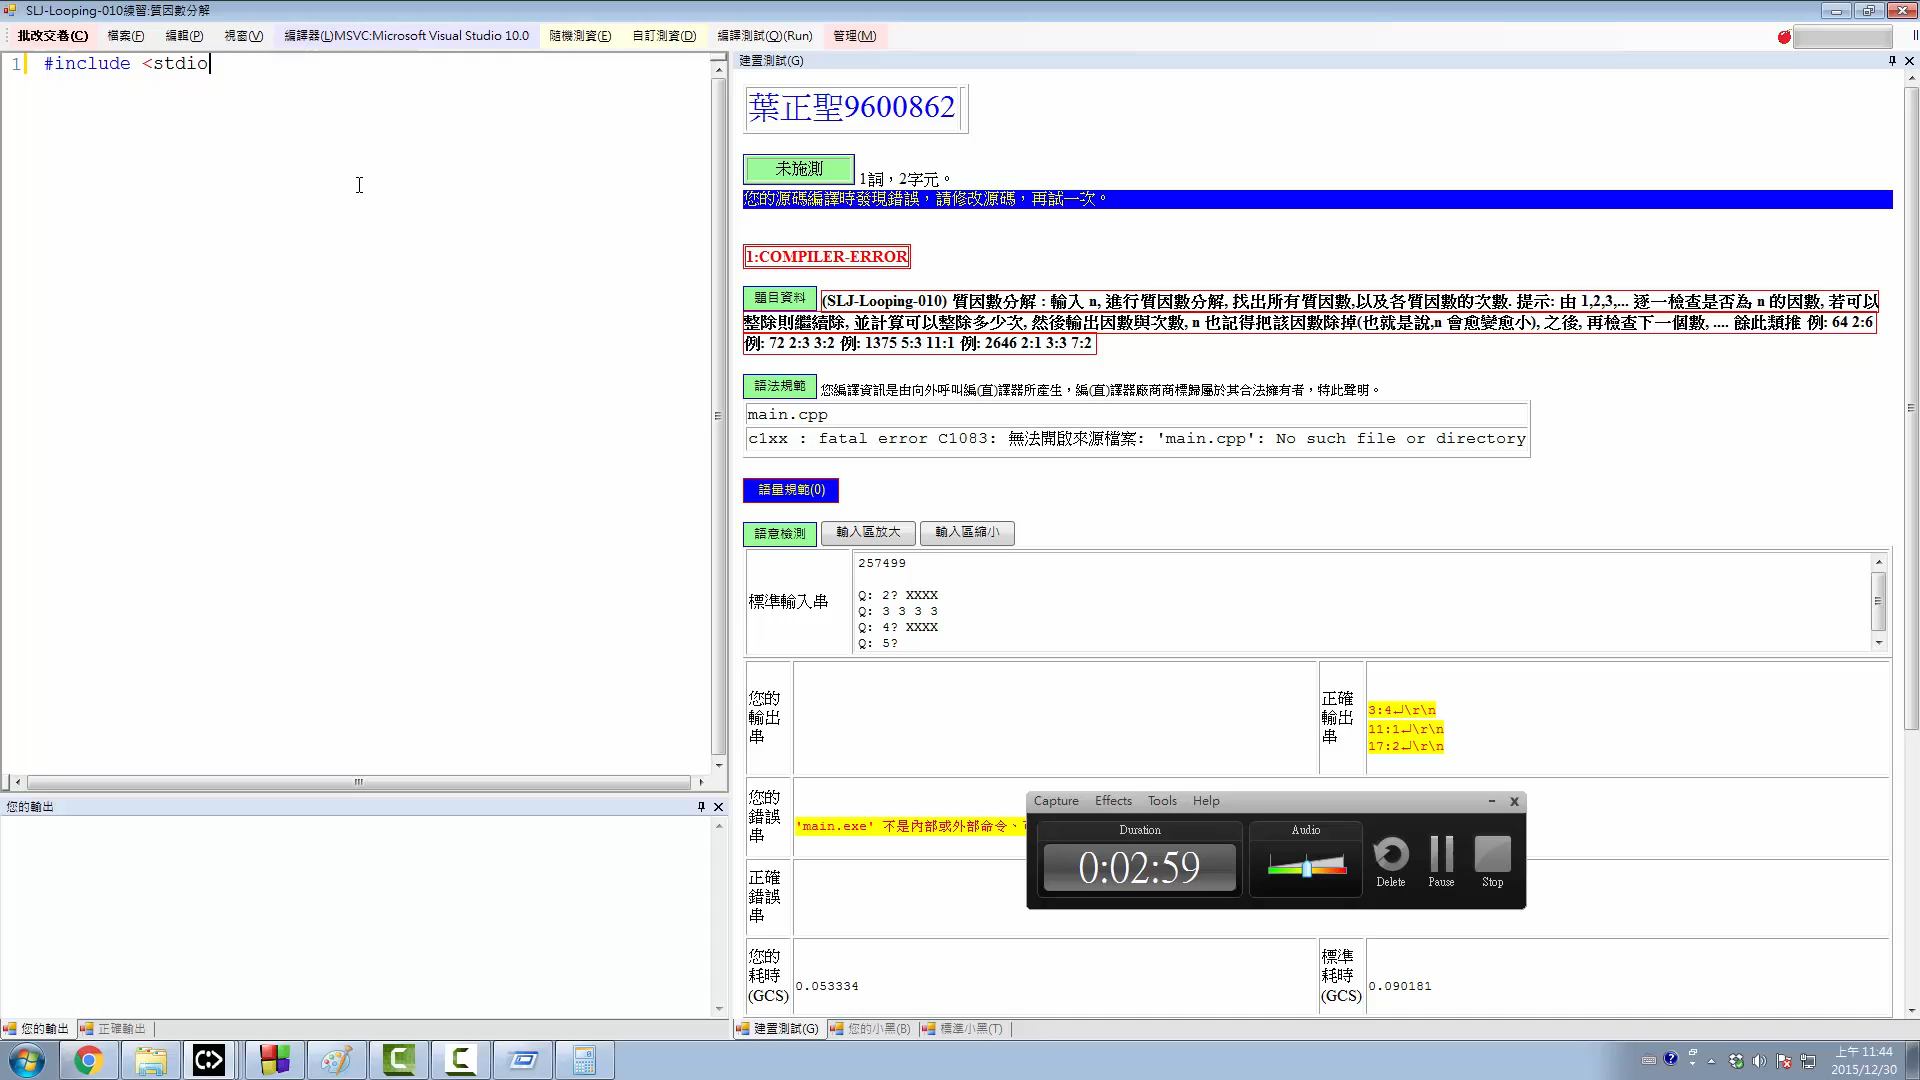 SLJ-Looping-010練習:質因數分解
批改交卷(C) 檔案(F) 編輯(P) 視窗(V) 編譯器(L)MSVC:Microsoft Visual Studio 10.0 隨機測資(E) 自訂測資(D) 編譯測試(Q)(Run) 管理(M)
1 #include <stdio
建置測試(G)
葉正聖9600862
未施測 1詞，2字元。
您的源碼編譯時發現錯誤，請修改源碼，再試一次。
1:COMPILER-ERROR
題目資料 (SLJ-Looping-010) 質因數分解 : 輸入 n, 進行質因數分解, 找出所有質因數,以及各質因數的次數. 提示: 由 1,2,3,... 逐一檢查是否為 n 的因數, 若可以
整除則繼續除, 並計算可以整除多少次, 然後輸出因數與次數, n 也記得把該因數除掉(也就是說,n 會愈變愈小), 之後, 再檢查下一個數, .... 餘此類推 例: 64 2:6
例: 72 2:3 3:2 例: 1375 5:3 11:1 例: 2646 2:1 3:3 7:2
語法規範 您編譯資訊是由向外呼叫編(直)譯器所產生，編(直)譯器廠商商標歸屬於其合法擁有者，特此聲明。
main.cpp
c1xx : fatal error C1083: 無法開啟來源檔案: 'main.cpp': No such file or directory
語量規範(0)
語意檢測 輸入區放大 輸入區縮小
標準輸入串
257499
Q: 2? XXXX
Q: 3 3 3 3
Q: 4? XXXX
Q: 5?
您的輸出串
正確輸出串
3:4↵\r\n
11:1↵\r\n
17:2↵\r\n
您的錯誤串
'main.exe' 不是內部或外部命令、
正確錯誤串
您的耗時(GCS) 0.053334
標準耗時(GCS) 0.090181
您的輸出
您的輸出 正確輸出
建置測試(G) 您的小黑(B) 標準小黑(T)
Capture Effects Tools Help
Duration
0:02:59
Audio
Delete Pause Stop
上午 11:44
2015/12/30